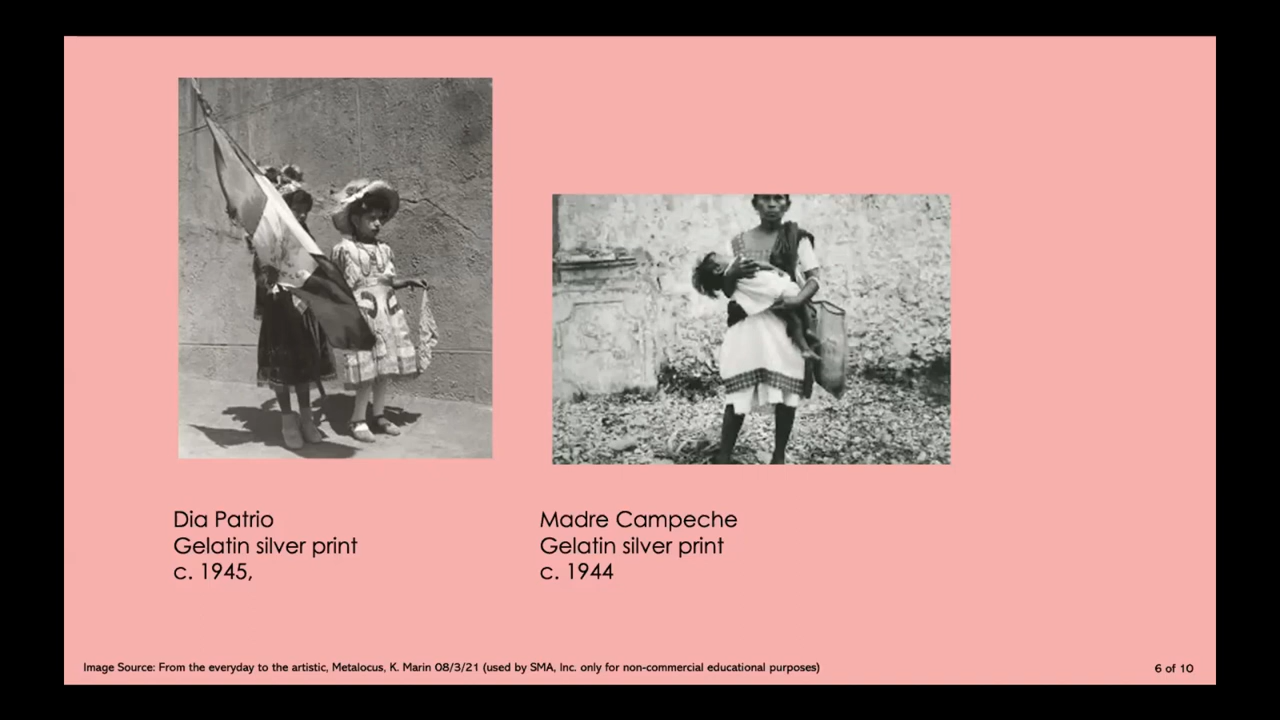 Dia Patrio
Gelatin silver print
c. 1945,
Madre Campeche
Gelatin silver print
c. 1944
Image Source: From the everyday to the artistic, Metalocus, K. Marin 08/3/21 (used by SMA, Inc. only for non-commercial educational purposes)
6 of 10